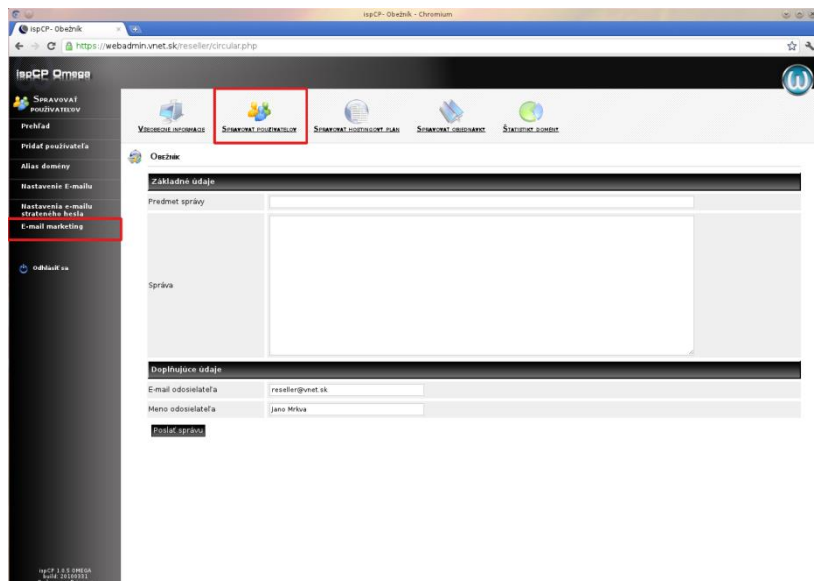 ispCP- Obežník - Chromium
ispCP- Obežník
https://webadmin.vnet.sk/reseller/circular.php
ispCP Omega
Spravovať používateľov
Prehľad
Pridať používateľa
Alias domény
Nastavenie E-mailu
Nastavenia e-mailu
strateného hesla
E-mail marketing
Odhlásiť sa
Všeobecné informácie
Spravovať používateľov
Spravovať hostingový plán
Spravovať objednávky
Štatistiky domény
Obežník
Základné údaje
Predmet správy
Správa
Doplňujúce údaje
E-mail odosielateľa
reseller@vnet.sk
Meno odosielateľa
Jano Mrkva
Poslať správu
ispCP 1.0.5 OMEGA
build: 20100331